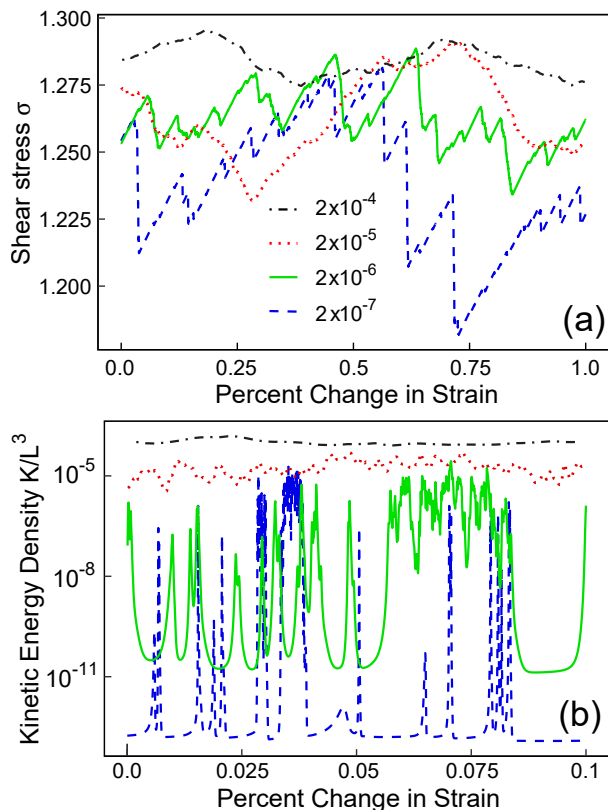 1.300
1.275
1.250
1.225
1.200
Shear stress σ
2x10⁻⁴
2x10⁻⁵
2x10⁻⁶
2x10⁻⁷
(a)
0.0 0.25 0.5 0.75 1.0
Percent Change in Strain
10⁻⁵
10⁻⁸
10⁻¹¹
Kinetic Energy Density K/L³
(b)
0.0 0.025 0.05 0.075 0.1
Percent Change in Strain